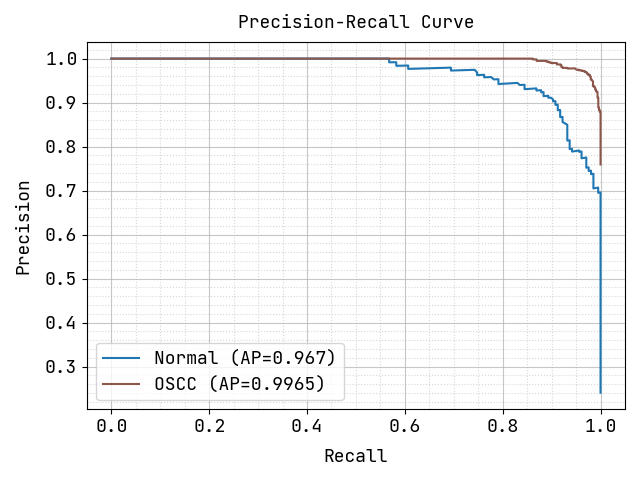 Precision-Recall Curve
Precision
1.0
0.9
0.8
0.7
0.6
0.5
0.4
0.3
Normal (AP=0.967)
OSCC (AP=0.9965)
0.0 0.2 0.4 0.6 0.8 1.0
Recall